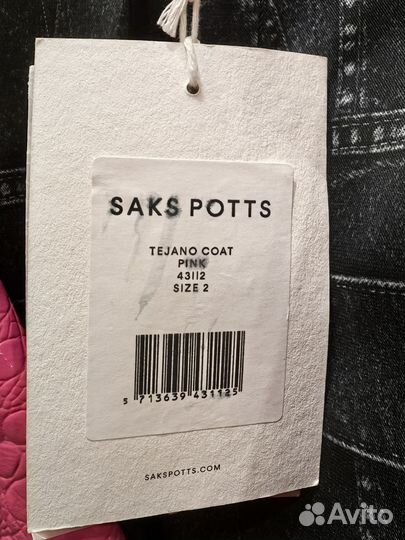 SAKS POTTS
TEJANO COAT
PINK
43112
SIZE 2
5 713639 431125
SAKSPOTTS.COM
Avito